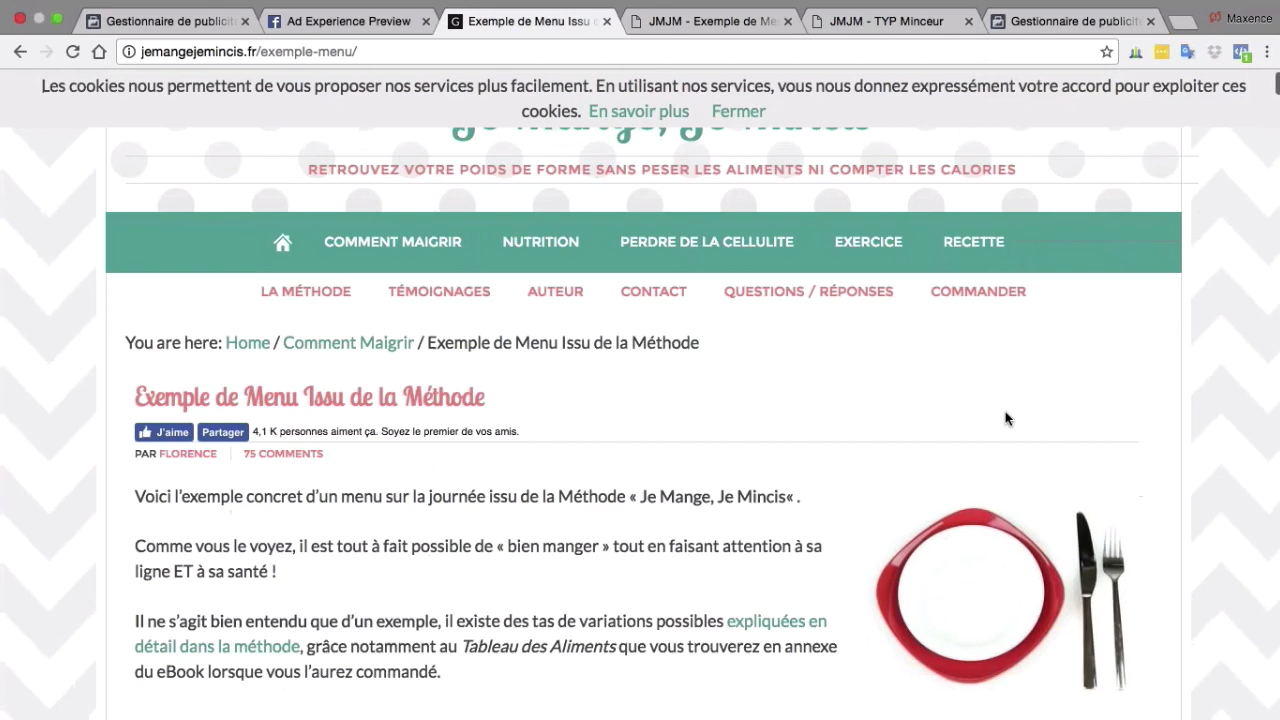 Gestionnaire de publicit
Ad Experience Preview
Exemple de Menu Issu
JMJM - Exemple de Me
JMJM - TYP Minceur
Gestionnaire de publicit
Maxence
jemangejemincis.fr/exemple-menu/
Les cookies nous permettent de vous proposer nos services plus facilement. En utilisant nos services, vous nous donnez expressément votre accord pour exploiter ces
cookies. En savoir plus Fermer
RETROUVEZ VOTRE POIDS DE FORME SANS PESER LES ALIMENTS NI COMPTER LES CALORIES
COMMENT MAIGRIR NUTRITION PERDRE DE LA CELLULITE EXERCICE RECETTE
LA MÉTHODE TÉMOIGNAGES AUTEUR CONTACT QUESTIONS / RÉPONSES COMMANDER
You are here: Home / Comment Maigrir / Exemple de Menu Issu de la Méthode
Exemple de Menu Issu de la Méthode
J'aime Partager 4,1 K personnes aiment ça. Soyez le premier de vos amis.
PAR FLORENCE 75 COMMENTS
Voici l'exemple concret d'un menu sur la journée issu de la Méthode « Je Mange, Je Mincis« .
Comme vous le voyez, il est tout à fait possible de « bien manger » tout en faisant attention à sa
ligne ET à sa santé !
Il ne s'agit bien entendu que d'un exemple, il existe des tas de variations possibles expliquées en
détail dans la méthode, grâce notamment au Tableau des Aliments que vous trouverez en annexe
du eBook lorsque vous l'aurez commandé.